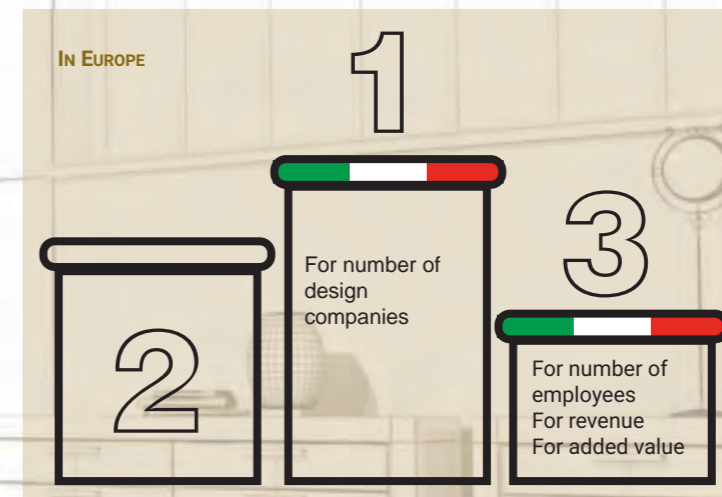 IN EUROPE
1
For number of
design
companies
2
3
For number of
employees
For revenue
For added value